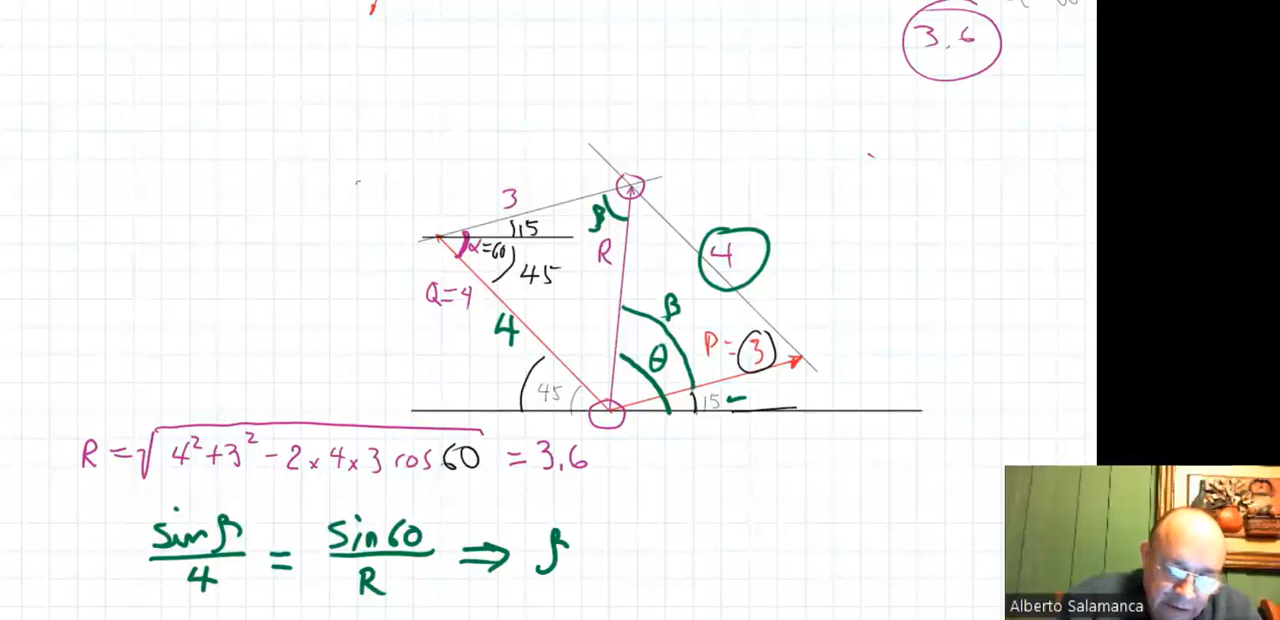 3.6
3
15
β
α=60
45
R
4
Q=4
4
β
P=3
θ
45
15
R = √4²+3²-2×4×3 cos 60 = 3.6
sin β / 4 = sin 60 / R ⇒ β
Alberto Salamanca